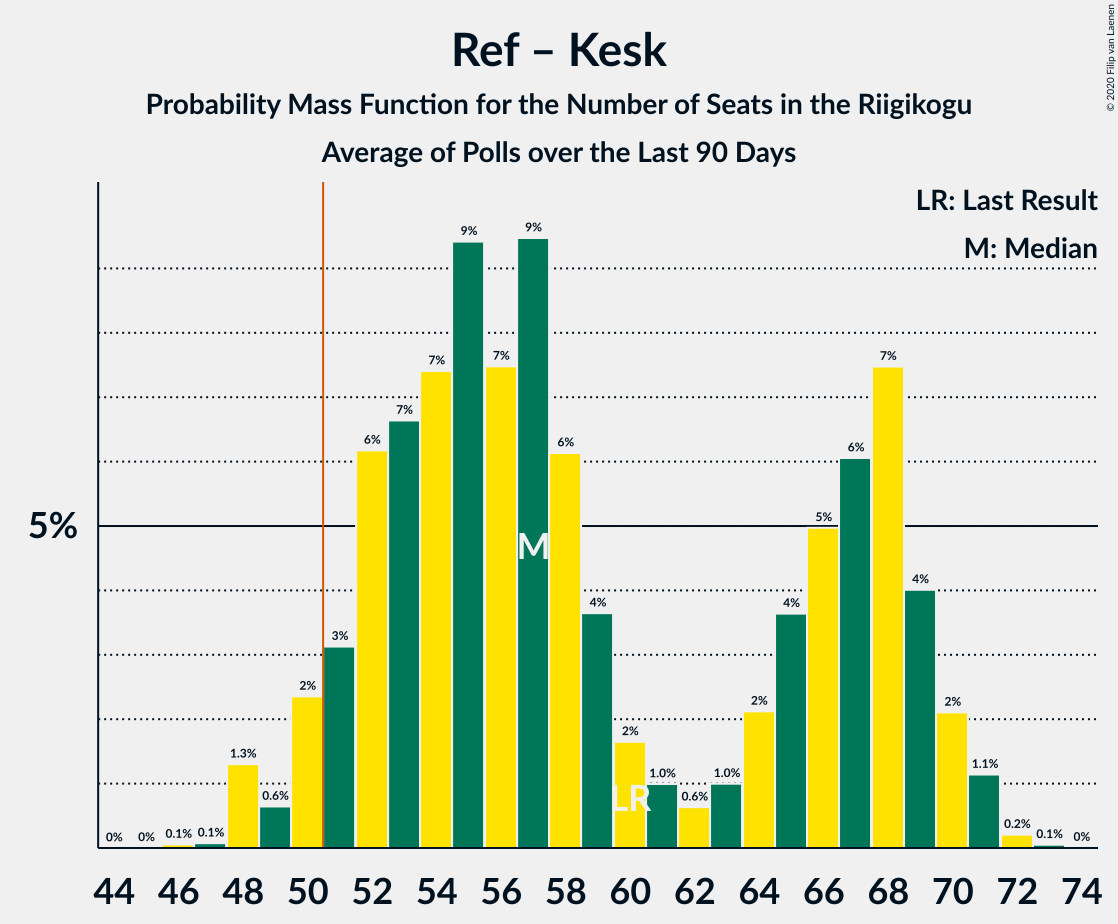 Ref – Kesk
Probability Mass Function for the Number of Seats in the Riigikogu
Average of Polls over the Last 90 Days
© 2020 Filip van Laenen
LR: Last Result
M: Median
5%
0% 0% 0.1% 0.1% 1.3% 0.6% 2% 3% 6% 7% 7% 9% 7% 9% 6% 4% 2% 1.0% 0.6% 1.0% 2% 4% 5% 6% 7% 4% 2% 1.1% 0.2% 0.1% 0%
M
LR
44 46 48 50 52 54 56 58 60 62 64 66 68 70 72 74